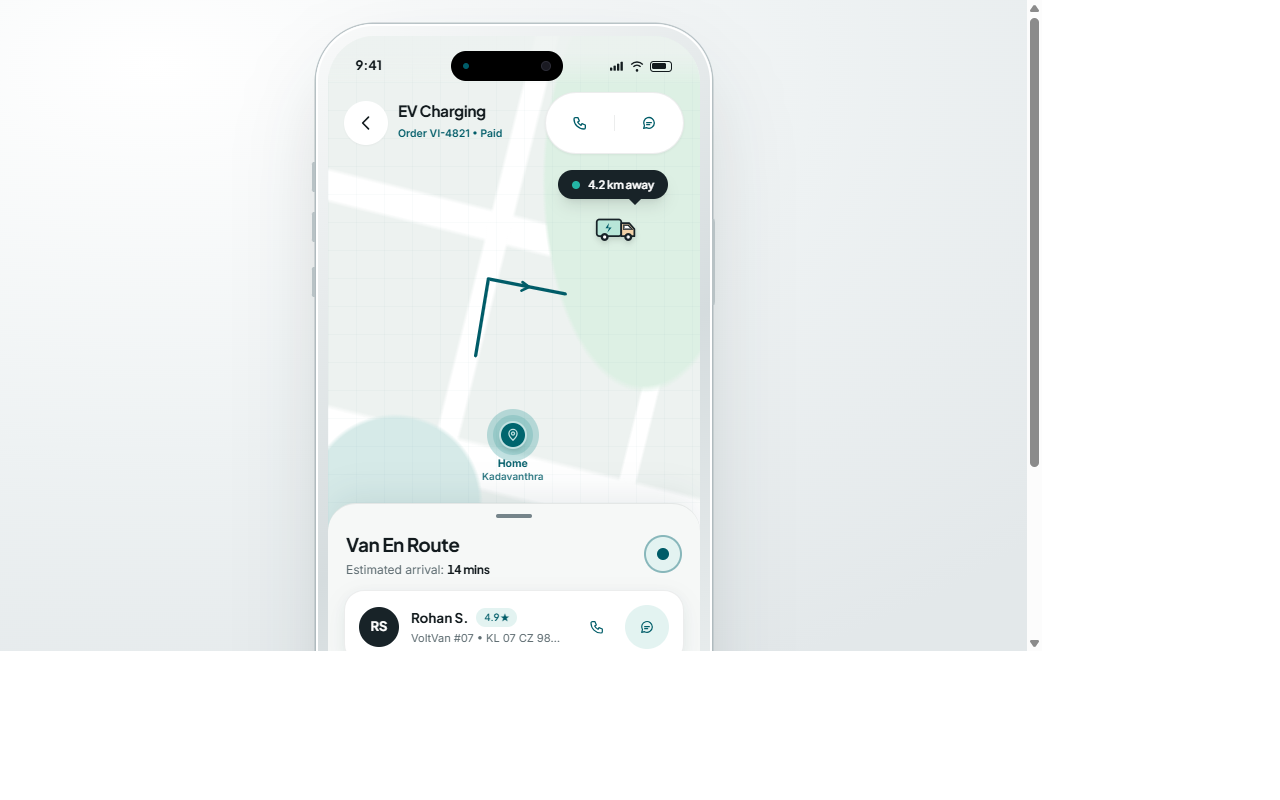 9:41
EV Charging
Order VI-4821 • Paid
4.2 km away
Home
Kadavanthra
Van En Route
Estimated arrival: 14 mins
RS
Rohan S. 4.9★
VoltVan #07 • KL 07 CZ 98...